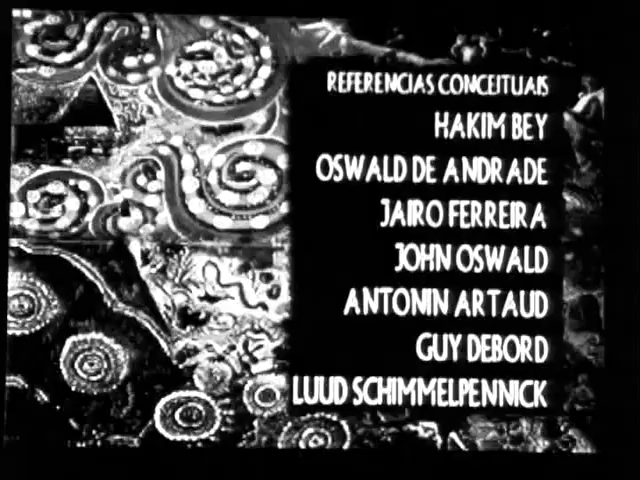 REFERENCIAS CONCEITUAIS
HAKIM BEY
OSWALD DE ANDRADE
JAIRO FERREIRA
JOHN OSWALD
ANTONIN ARTAUD
GUY DEBORD
LUUD SCHIMMELPENNICK